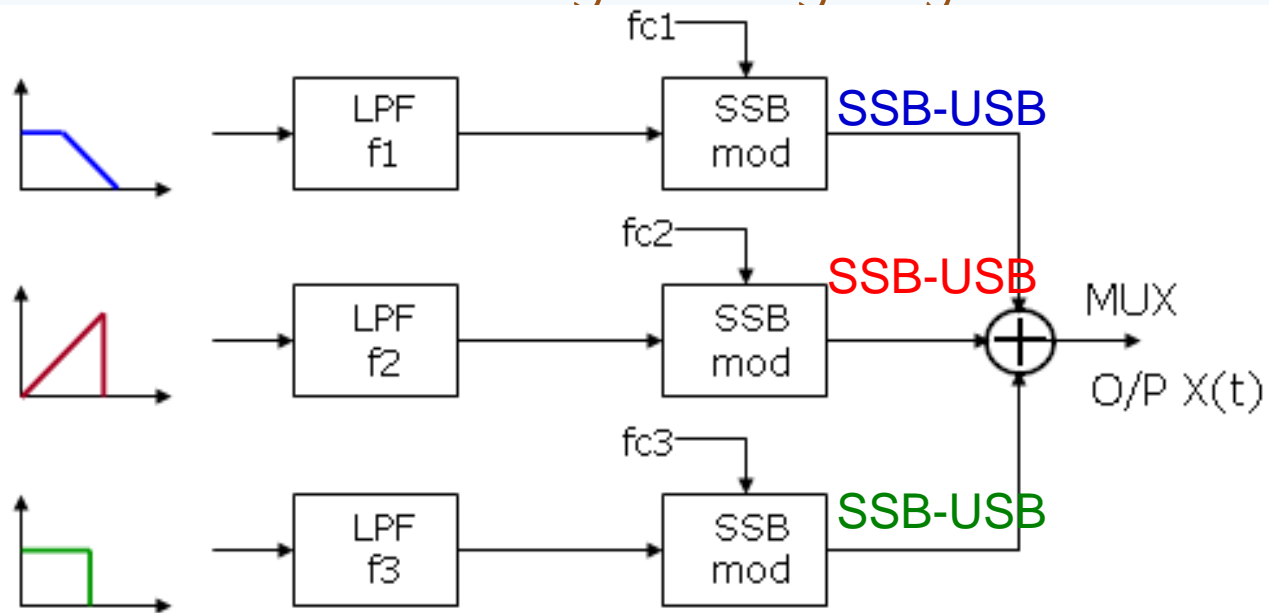 fc1
LPF
f1
SSB
mod
SSB-USB
fc2
LPF
f2
SSB
mod
SSB-USB
MUX
O/P X(t)
fc3
LPF
f3
SSB
mod
SSB-USB